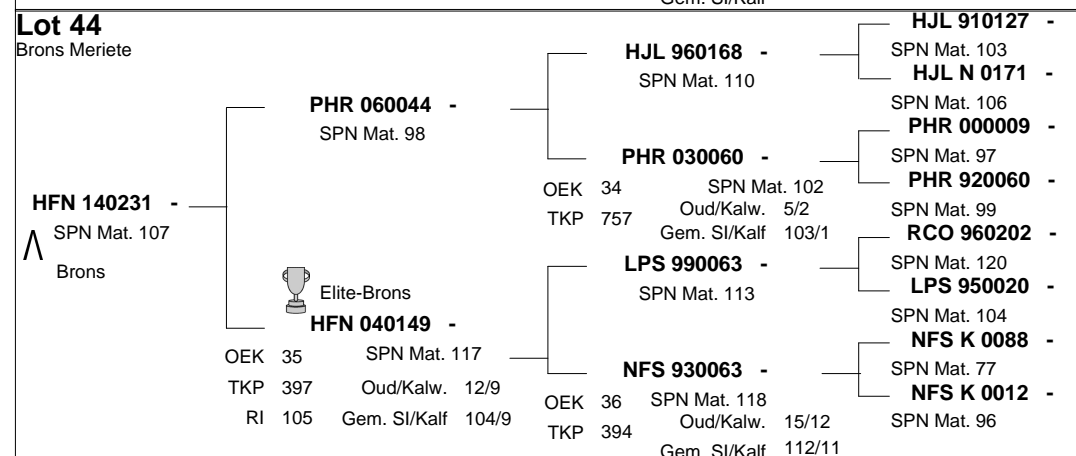 Gem. SI/Kalf
Lot 44
Brons Meriete
HFN 140231 -
SPN Mat. 107
Brons
PHR 060044 -
SPN Mat. 98
Elite-Brons
HFN 040149 -
OEK 35 SPN Mat. 117
TKP 397 Oud/Kalw. 12/9
RI 105 Gem. SI/Kalf 104/9
HJL 960168 -
SPN Mat. 110
PHR 030060 -
OEK 34 SPN Mat. 102
TKP 757 Oud/Kalw. 5/2
Gem. SI/Kalf 103/1
LPS 990063 -
SPN Mat. 113
NFS 930063 -
OEK 36 SPN Mat. 118
TKP 394 Oud/Kalw. 15/12
Gem. SI/Kalf 112/11
HJL 910127 -
SPN Mat. 103
HJL N 0171 -
SPN Mat. 106
PHR 000009 -
SPN Mat. 97
PHR 920060 -
SPN Mat. 99
RCO 960202 -
SPN Mat. 120
LPS 950020 -
SPN Mat. 104
NFS K 0088 -
SPN Mat. 77
NFS K 0012 -
SPN Mat. 96